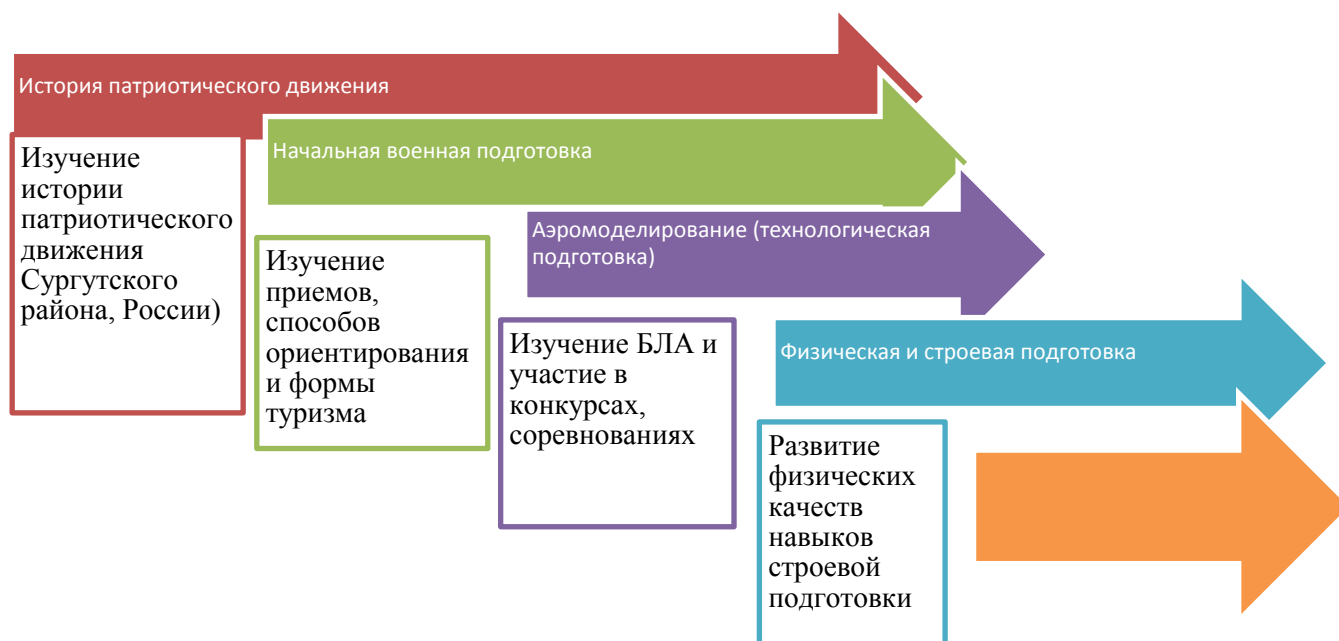 История патриотического движения
Изучение
истории
патриотического
движения
Сургутского
района, России)
Начальная военная подготовка
Изучение
приемов,
способов
ориентирования
и формы
туризма
Аэромоделирование (технологическая
подготовка)
Изучение БЛА и
участие в
конкурсах,
соревнованиях
Физическая и строевая подготовка
Развитие
физических
качеств
навыков
строевой
подготовки